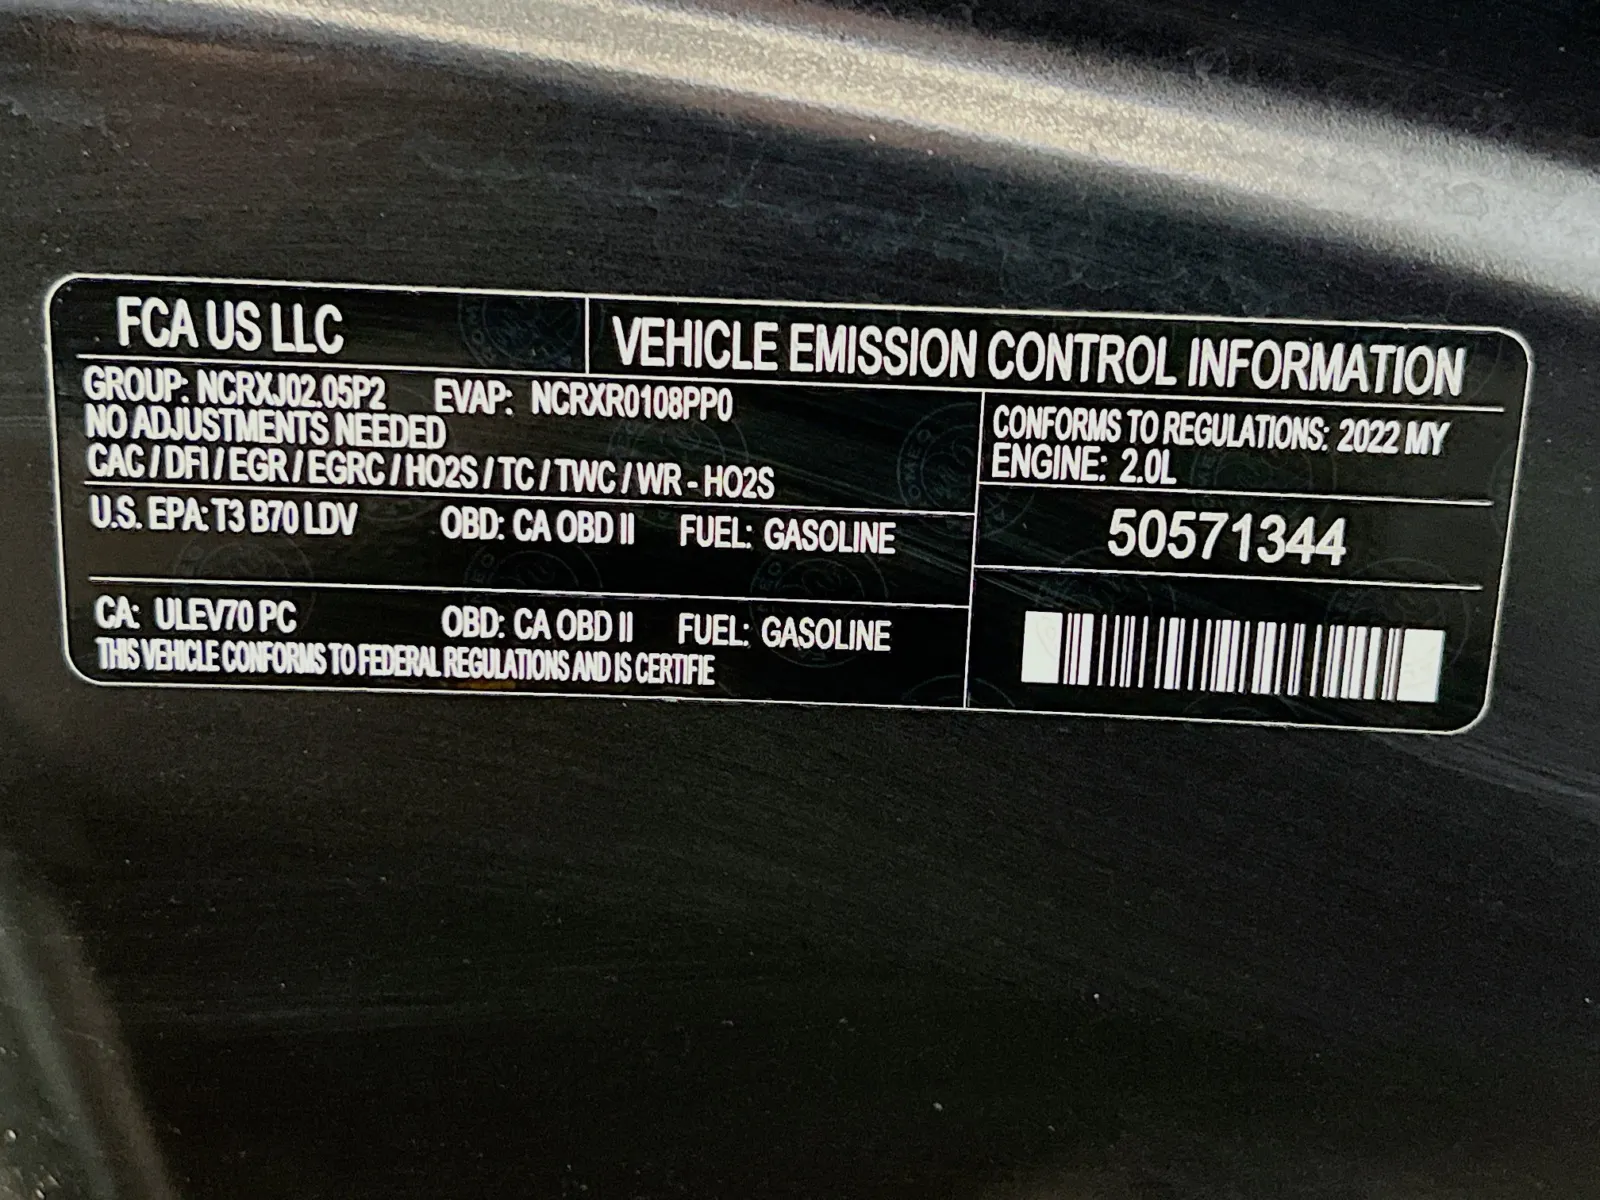 FCA US LLC
VEHICLE EMISSION CONTROL INFORMATION
GROUP: NCRXJ02.05P2 EVAP: NCRXR0108PP0
NO ADJUSTMENTS NEEDED
CAC / DFI / EGR / EGRC / HO2S / TC / TWC / WR - HO2S
U.S. EPA: T3 B70 LDV OBD: CA OBD II FUEL: GASOLINE
CA: ULEV70 PC OBD: CA OBD II FUEL: GASOLINE
THIS VEHICLE CONFORMS TO FEDERAL REGULATIONS AND IS CERTIFIE
CONFORMS TO REGULATIONS: 2022 MY
ENGINE: 2.0L
50571344